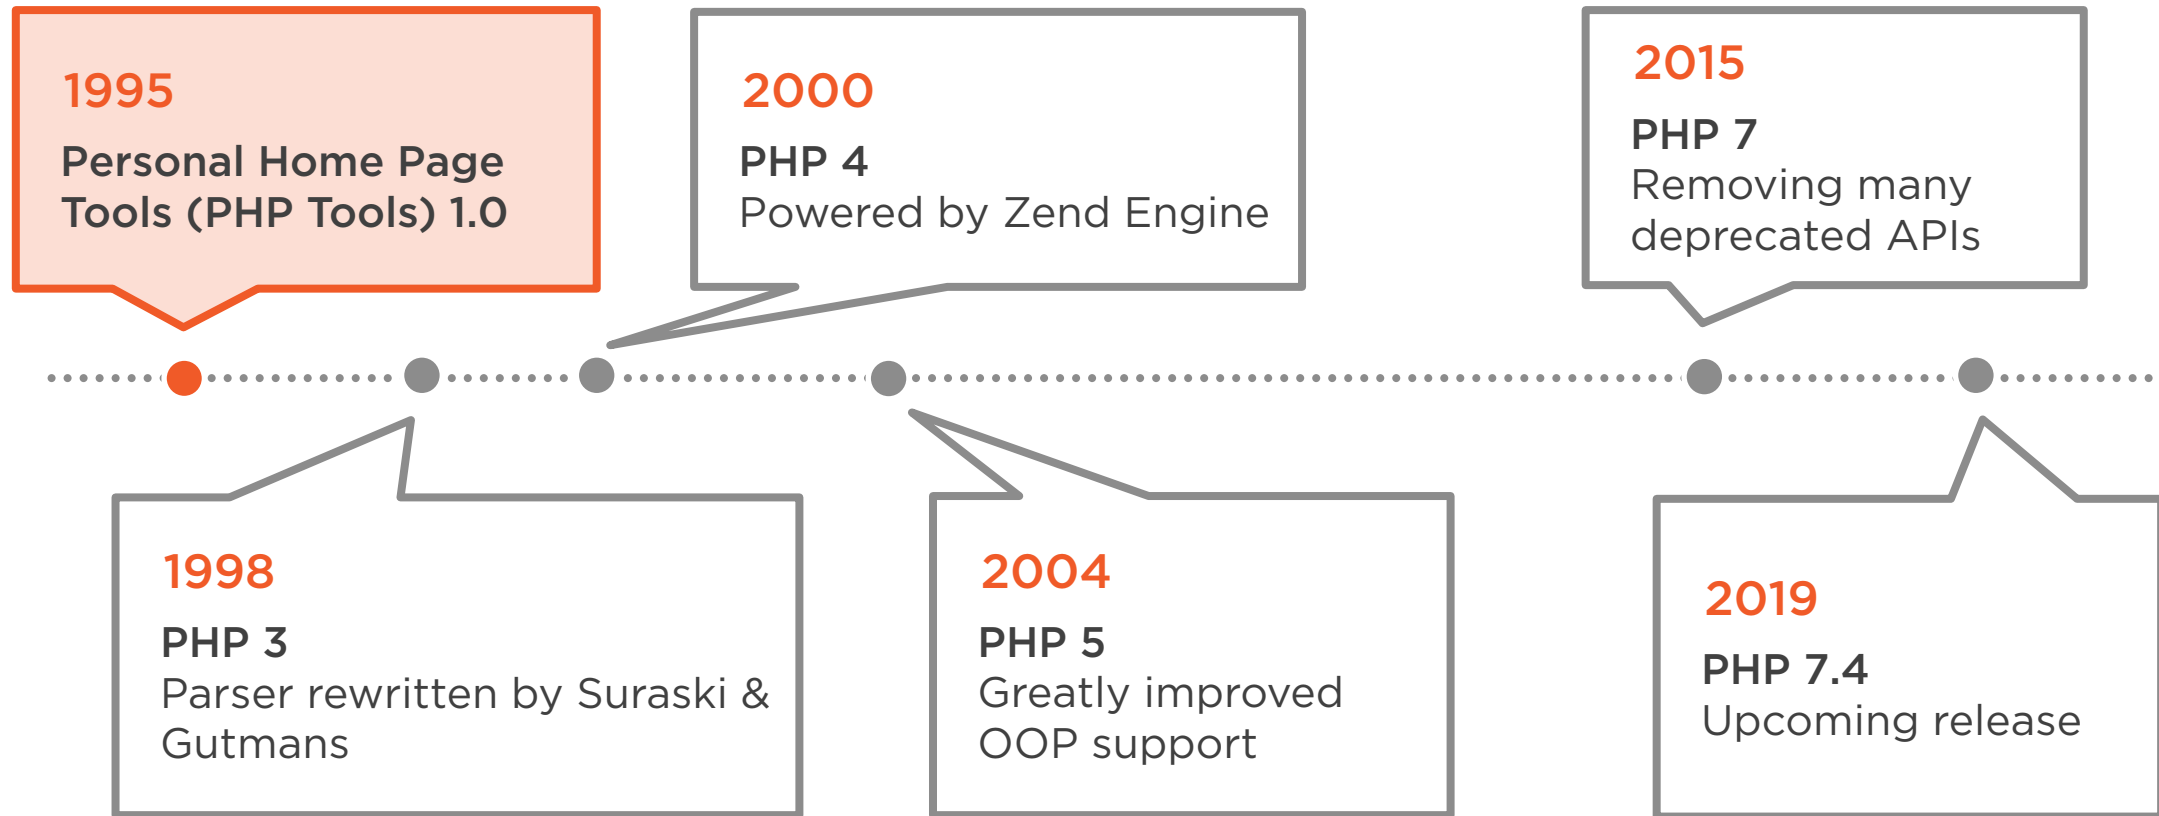 1995
Personal Home Page
Tools (PHP Tools) 1.0
2000
PHP 4
Powered by Zend Engine
2015
PHP 7
Removing many
deprecated APIs
1998
PHP 3
Parser rewritten by Suraski &
Gutmans
2004
PHP 5
Greatly improved
OOP support
2019
PHP 7.4
Upcoming release